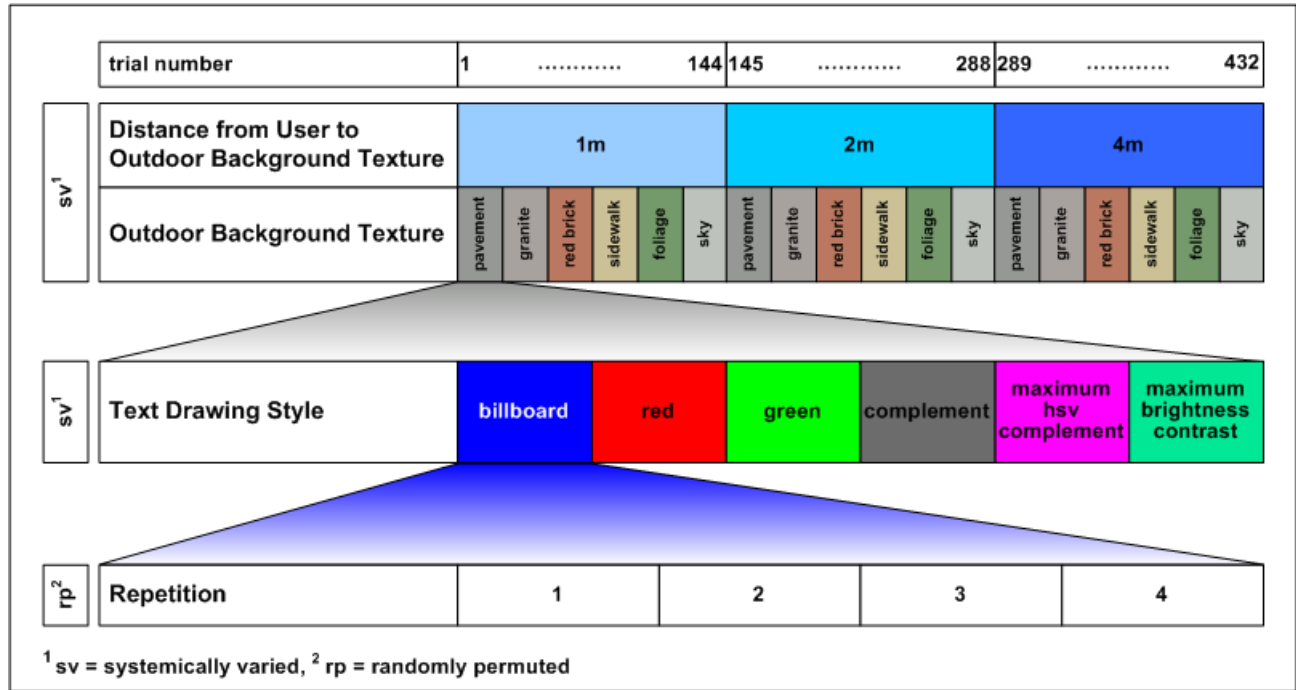 trial number 1 ............ 144 145 ............ 288 289 ............ 432
sv¹
Distance from User to
Outdoor Background Texture
1m 2m 4m
Outdoor Background Texture
pavement granite red brick sidewalk foliage sky pavement granite red brick sidewalk foliage sky pavement granite red brick sidewalk foliage sky
sv¹
Text Drawing Style
billboard red green complement
maximum
hsv
complement
maximum
brightness
contrast
rp²
Repetition 1 2 3 4
¹ sv = systemically varied, ² rp = randomly permuted